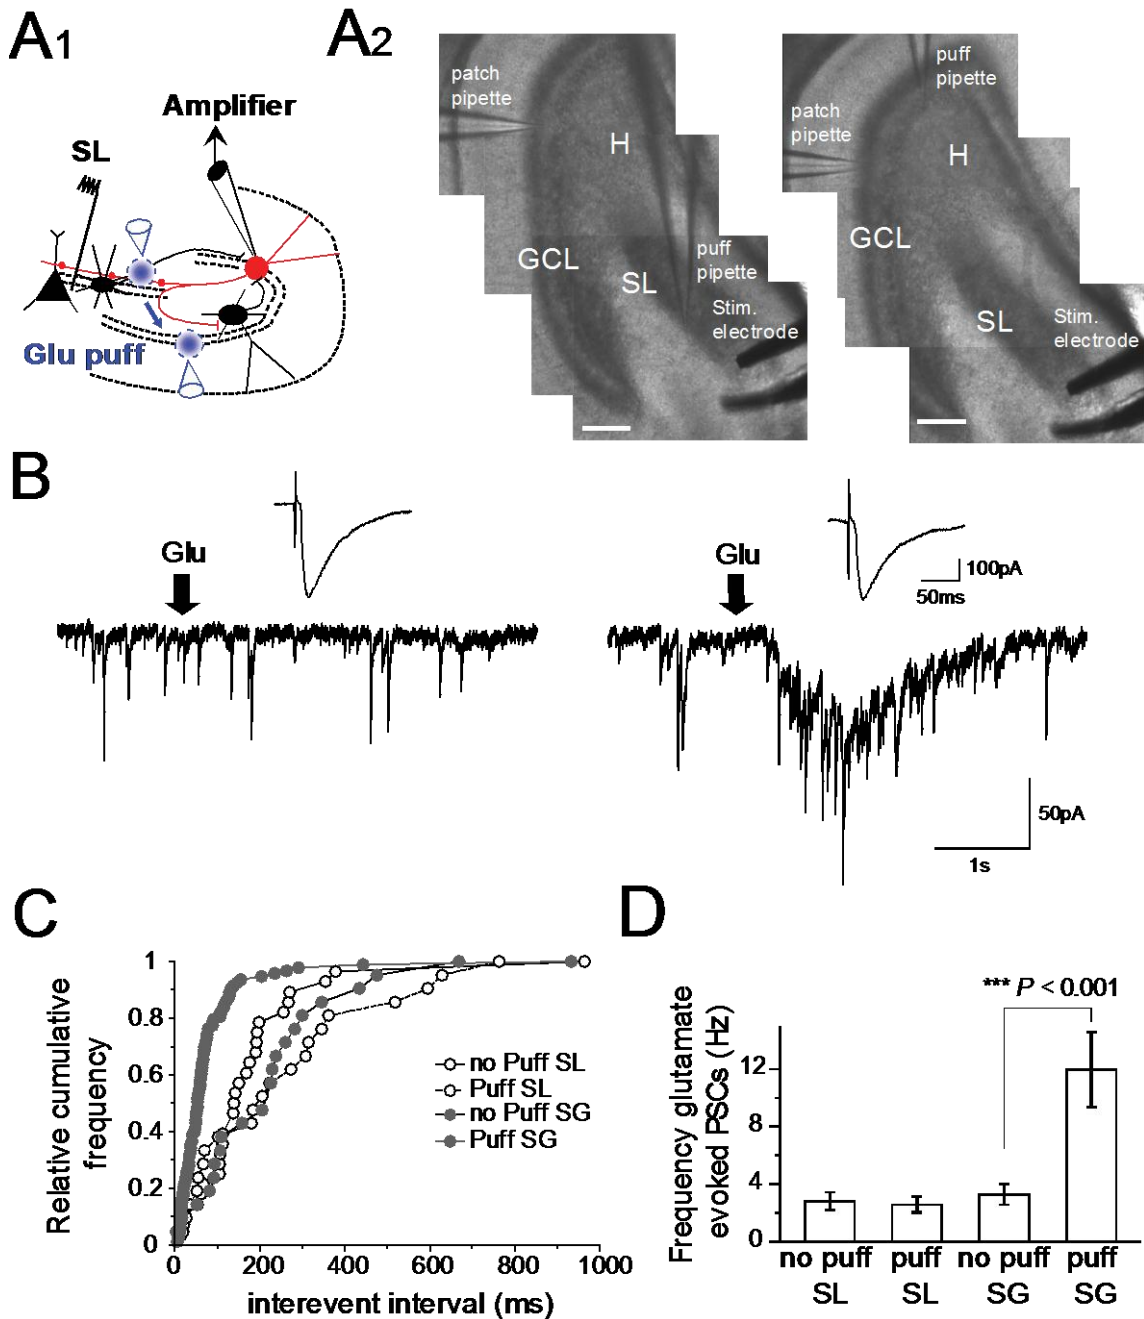 A1
A2
Amplifier
SL
Glu puff
patch
pipette
H
GCL
SL
puff
pipette
Stim.
electrode
puff
pipette
patch
pipette
H
GCL
SL
Stim.
electrode
B
Glu
Glu
100pA
50ms
50pA
1s
C
Relative cumulative
frequency
1
0.8
0.6
0.4
0.2
0
0
200
400
600
800
1000
interevent interval (ms)
no Puff SL
Puff SL
no Puff SG
Puff SG
D
*** P < 0.001
Frequency glutamate
evoked PSCs (Hz)
12
8
4
0
no puff
SL
puff
SL
no puff
SG
puff
SG